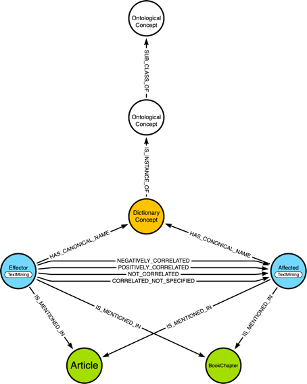 Ontological
Concept
SUB_CLASS_OF
Ontological
Concept
IS_INSTANCE_OF
Dictionary
Concept
HAS_CANONICAL_NAME
HAS_CONONICAL_NAME
Effector
TextMining
NEGATIVELY_CORRELATED
POSITIVELY_CORRELATED
NOT_CORRELATED
CORRELATED_NOT_SPECIFIED
Affected
TextMining
IS_MENTIONED_IN
IS_MENTIONED_IN
IS_MENTIONED_IN
IS_MENTIONED_IN
Article
BookChapter